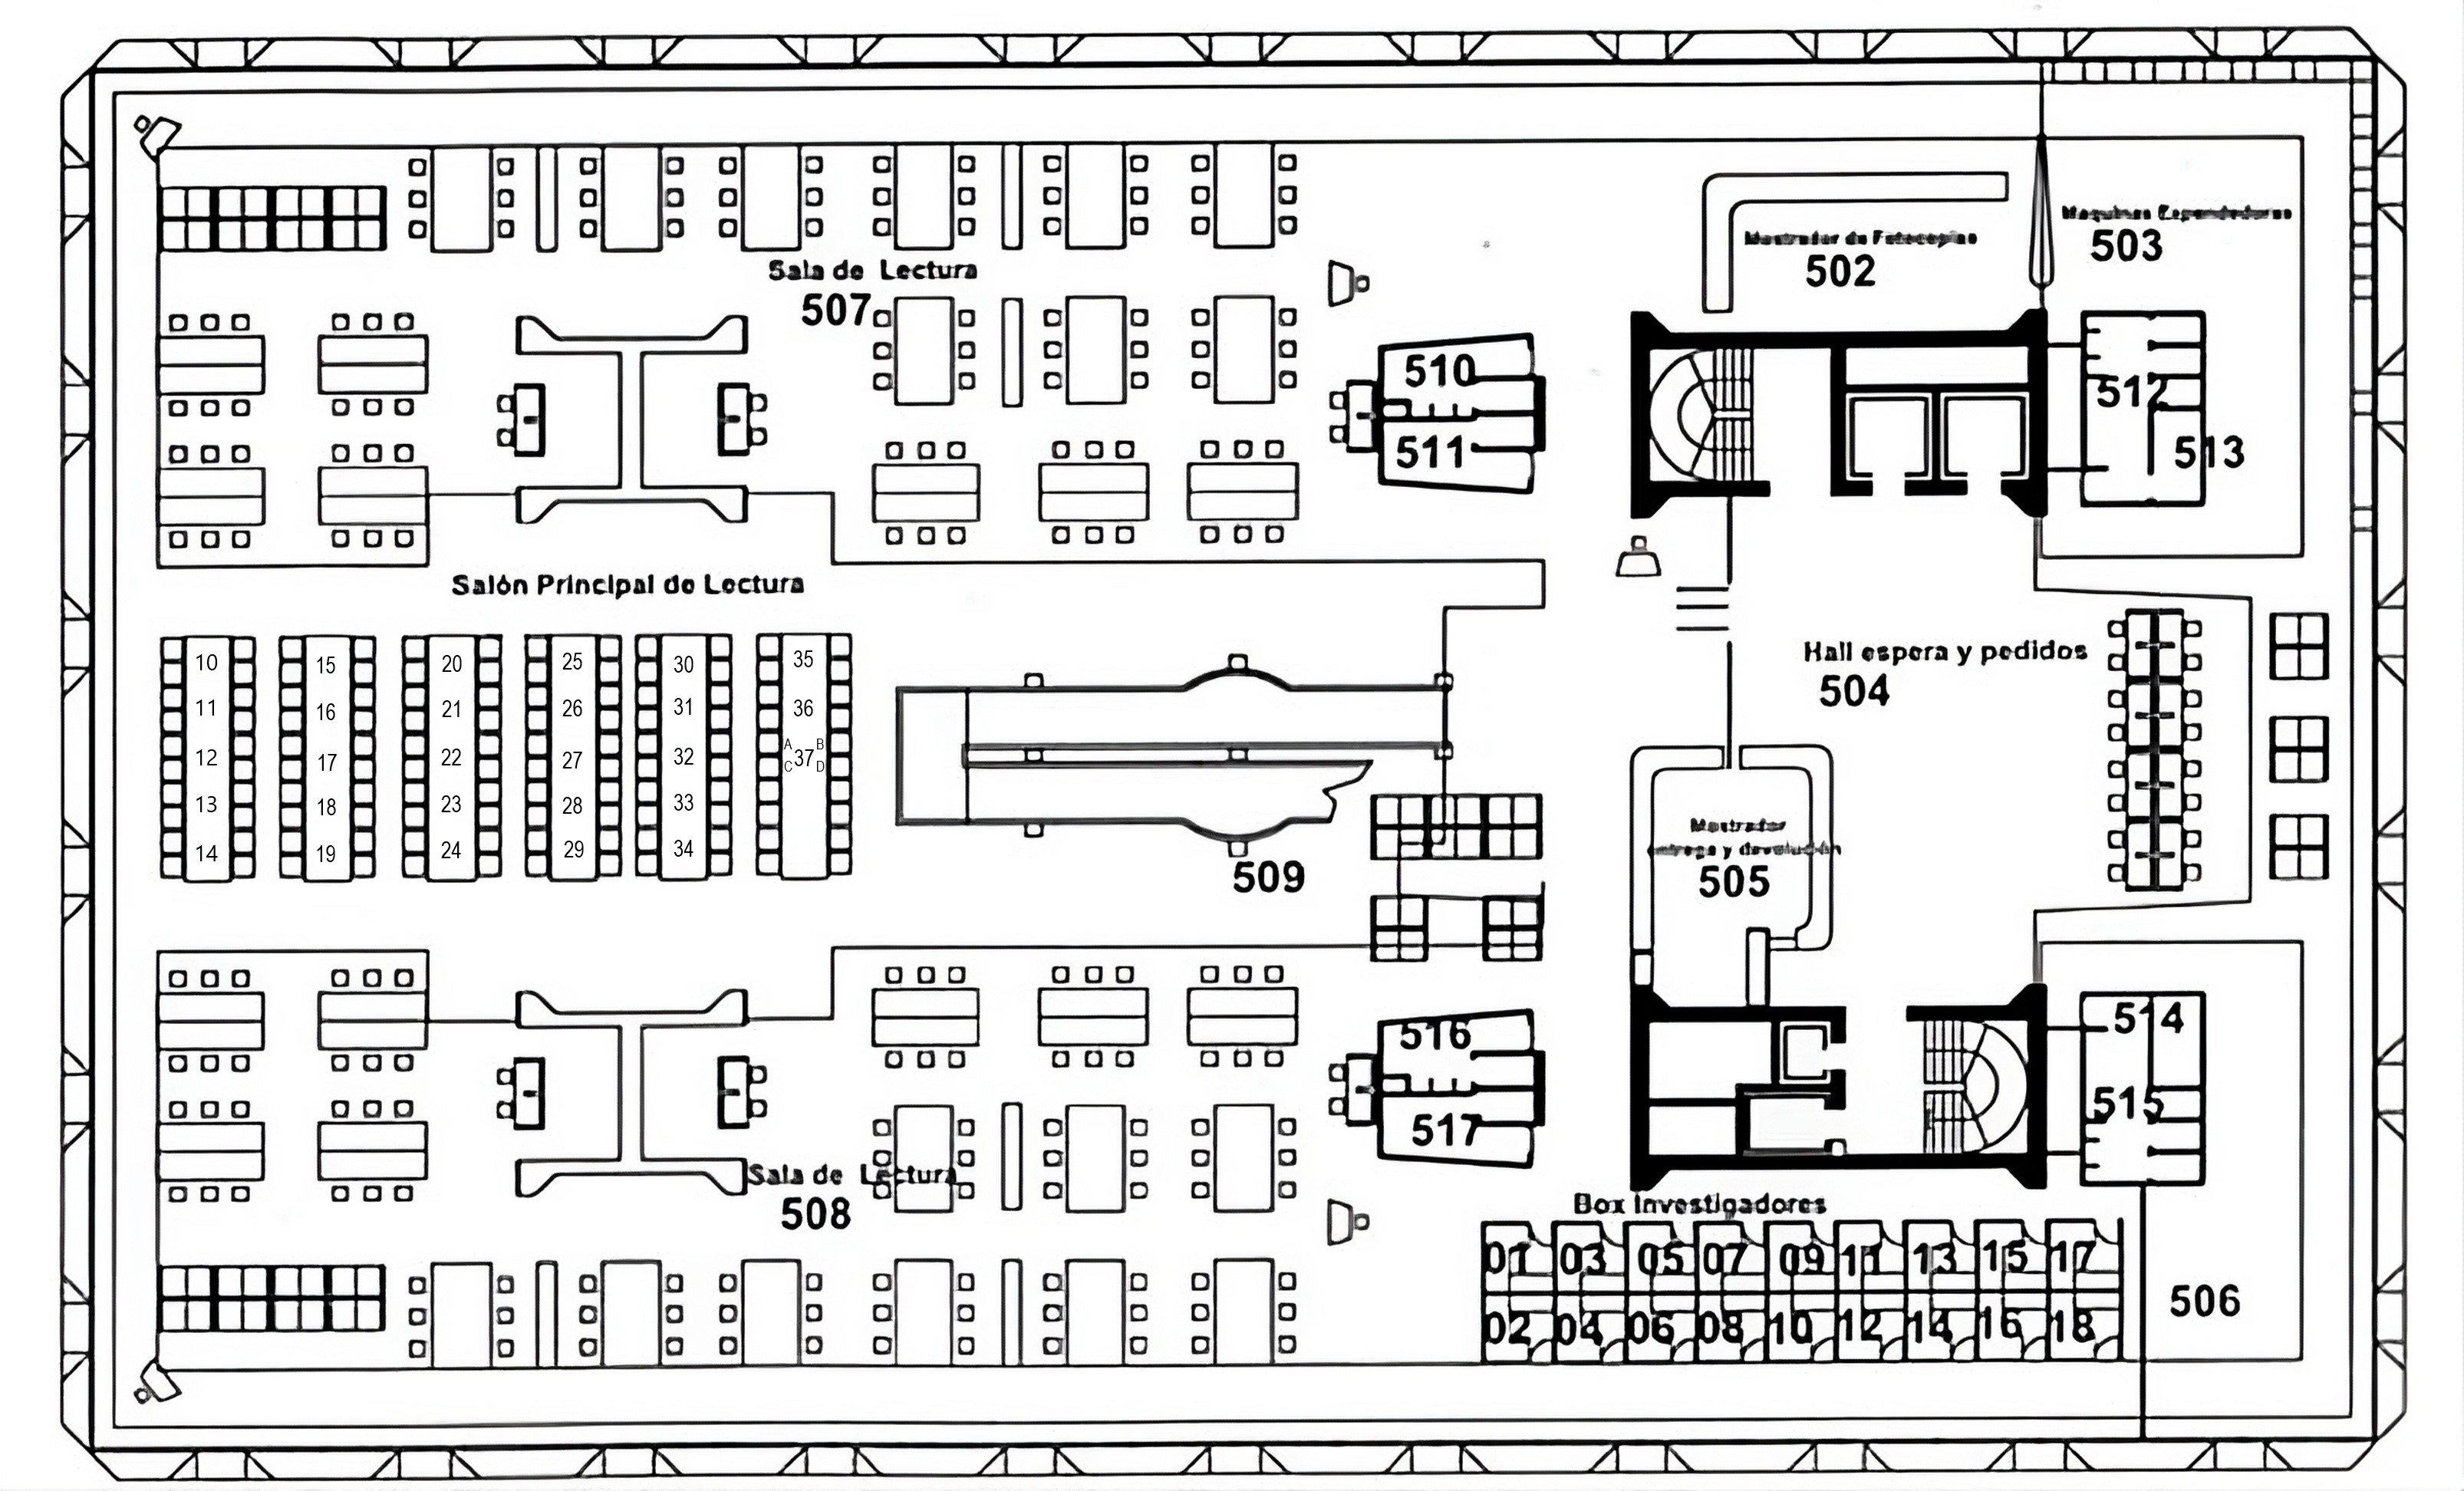 Maquinas Expendedoras
503
Mostrador de Fotocopias
502
Sala de Lectura
507
510
511
512
513
Salón Principal de Lectura
Hall espera y pedidos
504
10 15 20 25 30 35
11 16 21 26 31 36
12 17 22 27 32 A B 37 C D
13 18 23 28 33
14 19 24 29 34
Mostrador
entrega y devolución
505
509
516
517
514
515
Sala de Lectura
508
Box Investigadores
01 03 05 07 09 11 13 15 17
02 04 06 08 10 12 14 16 18
506